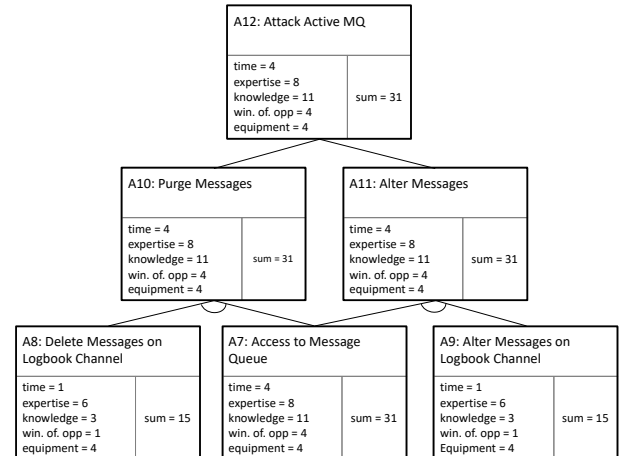 A12: Attack Active MQ
time = 4
expertise = 8
knowledge = 11
win. of. opp = 4
equipment = 4
sum = 31
A10: Purge Messages
time = 4
expertise = 8
knowledge = 11
win. of. opp = 4
equipment = 4
sum = 31
A11: Alter Messages
time = 4
expertise = 8
knowledge = 11
win. of. opp = 4
equipment = 4
sum = 31
A8: Delete Messages on
Logbook Channel
time = 1
expertise = 6
knowledge = 3
win. of. opp = 1
equipment = 4
sum = 15
A7: Access to Message
Queue
time = 4
expertise = 8
knowledge = 11
win. of. opp = 4
equipment = 4
sum = 31
A9: Alter Messages on
Logbook Channel
time = 1
expertise = 6
knowledge = 3
win. of. opp = 1
Equipment = 4
sum = 15